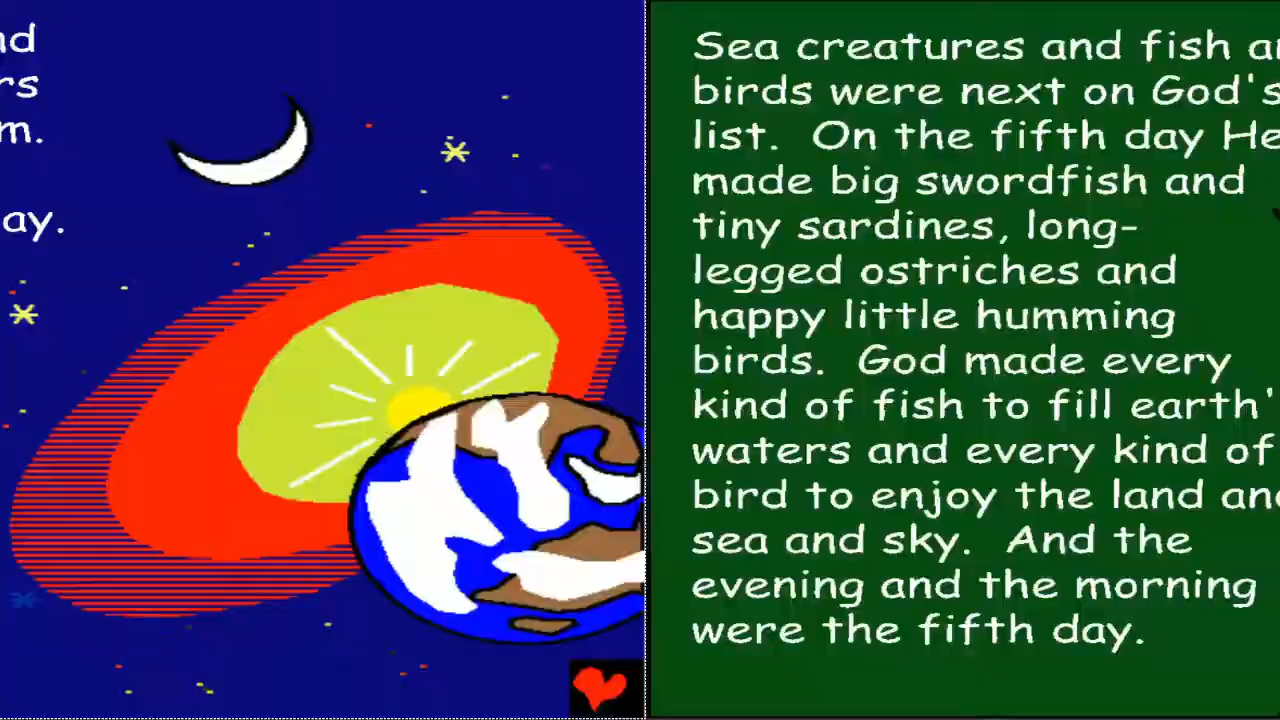 nd
rs
m.
ay.
Sea creatures and fish a
birds were next on God's
list. On the fifth day He
made big swordfish and
tiny sardines, long-
legged ostriches and
happy little humming
birds. God made every
kind of fish to fill earth'
waters and every kind of
bird to enjoy the land an
sea and sky. And the
evening and the morning
were the fifth day.